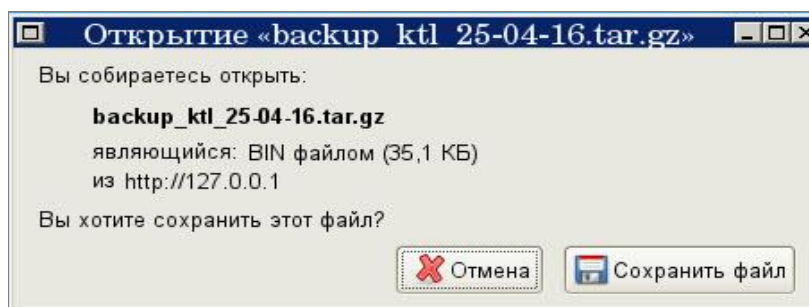 Открытие «backup_ktl_25-04-16.tar.gz»
Вы собираетесь открыть:
backup_ktl_25-04-16.tar.gz
являющийся: BIN файлом (35,1 КБ)
из http://127.0.0.1
Вы хотите сохранить этот файл?
Отмена Сохранить файл